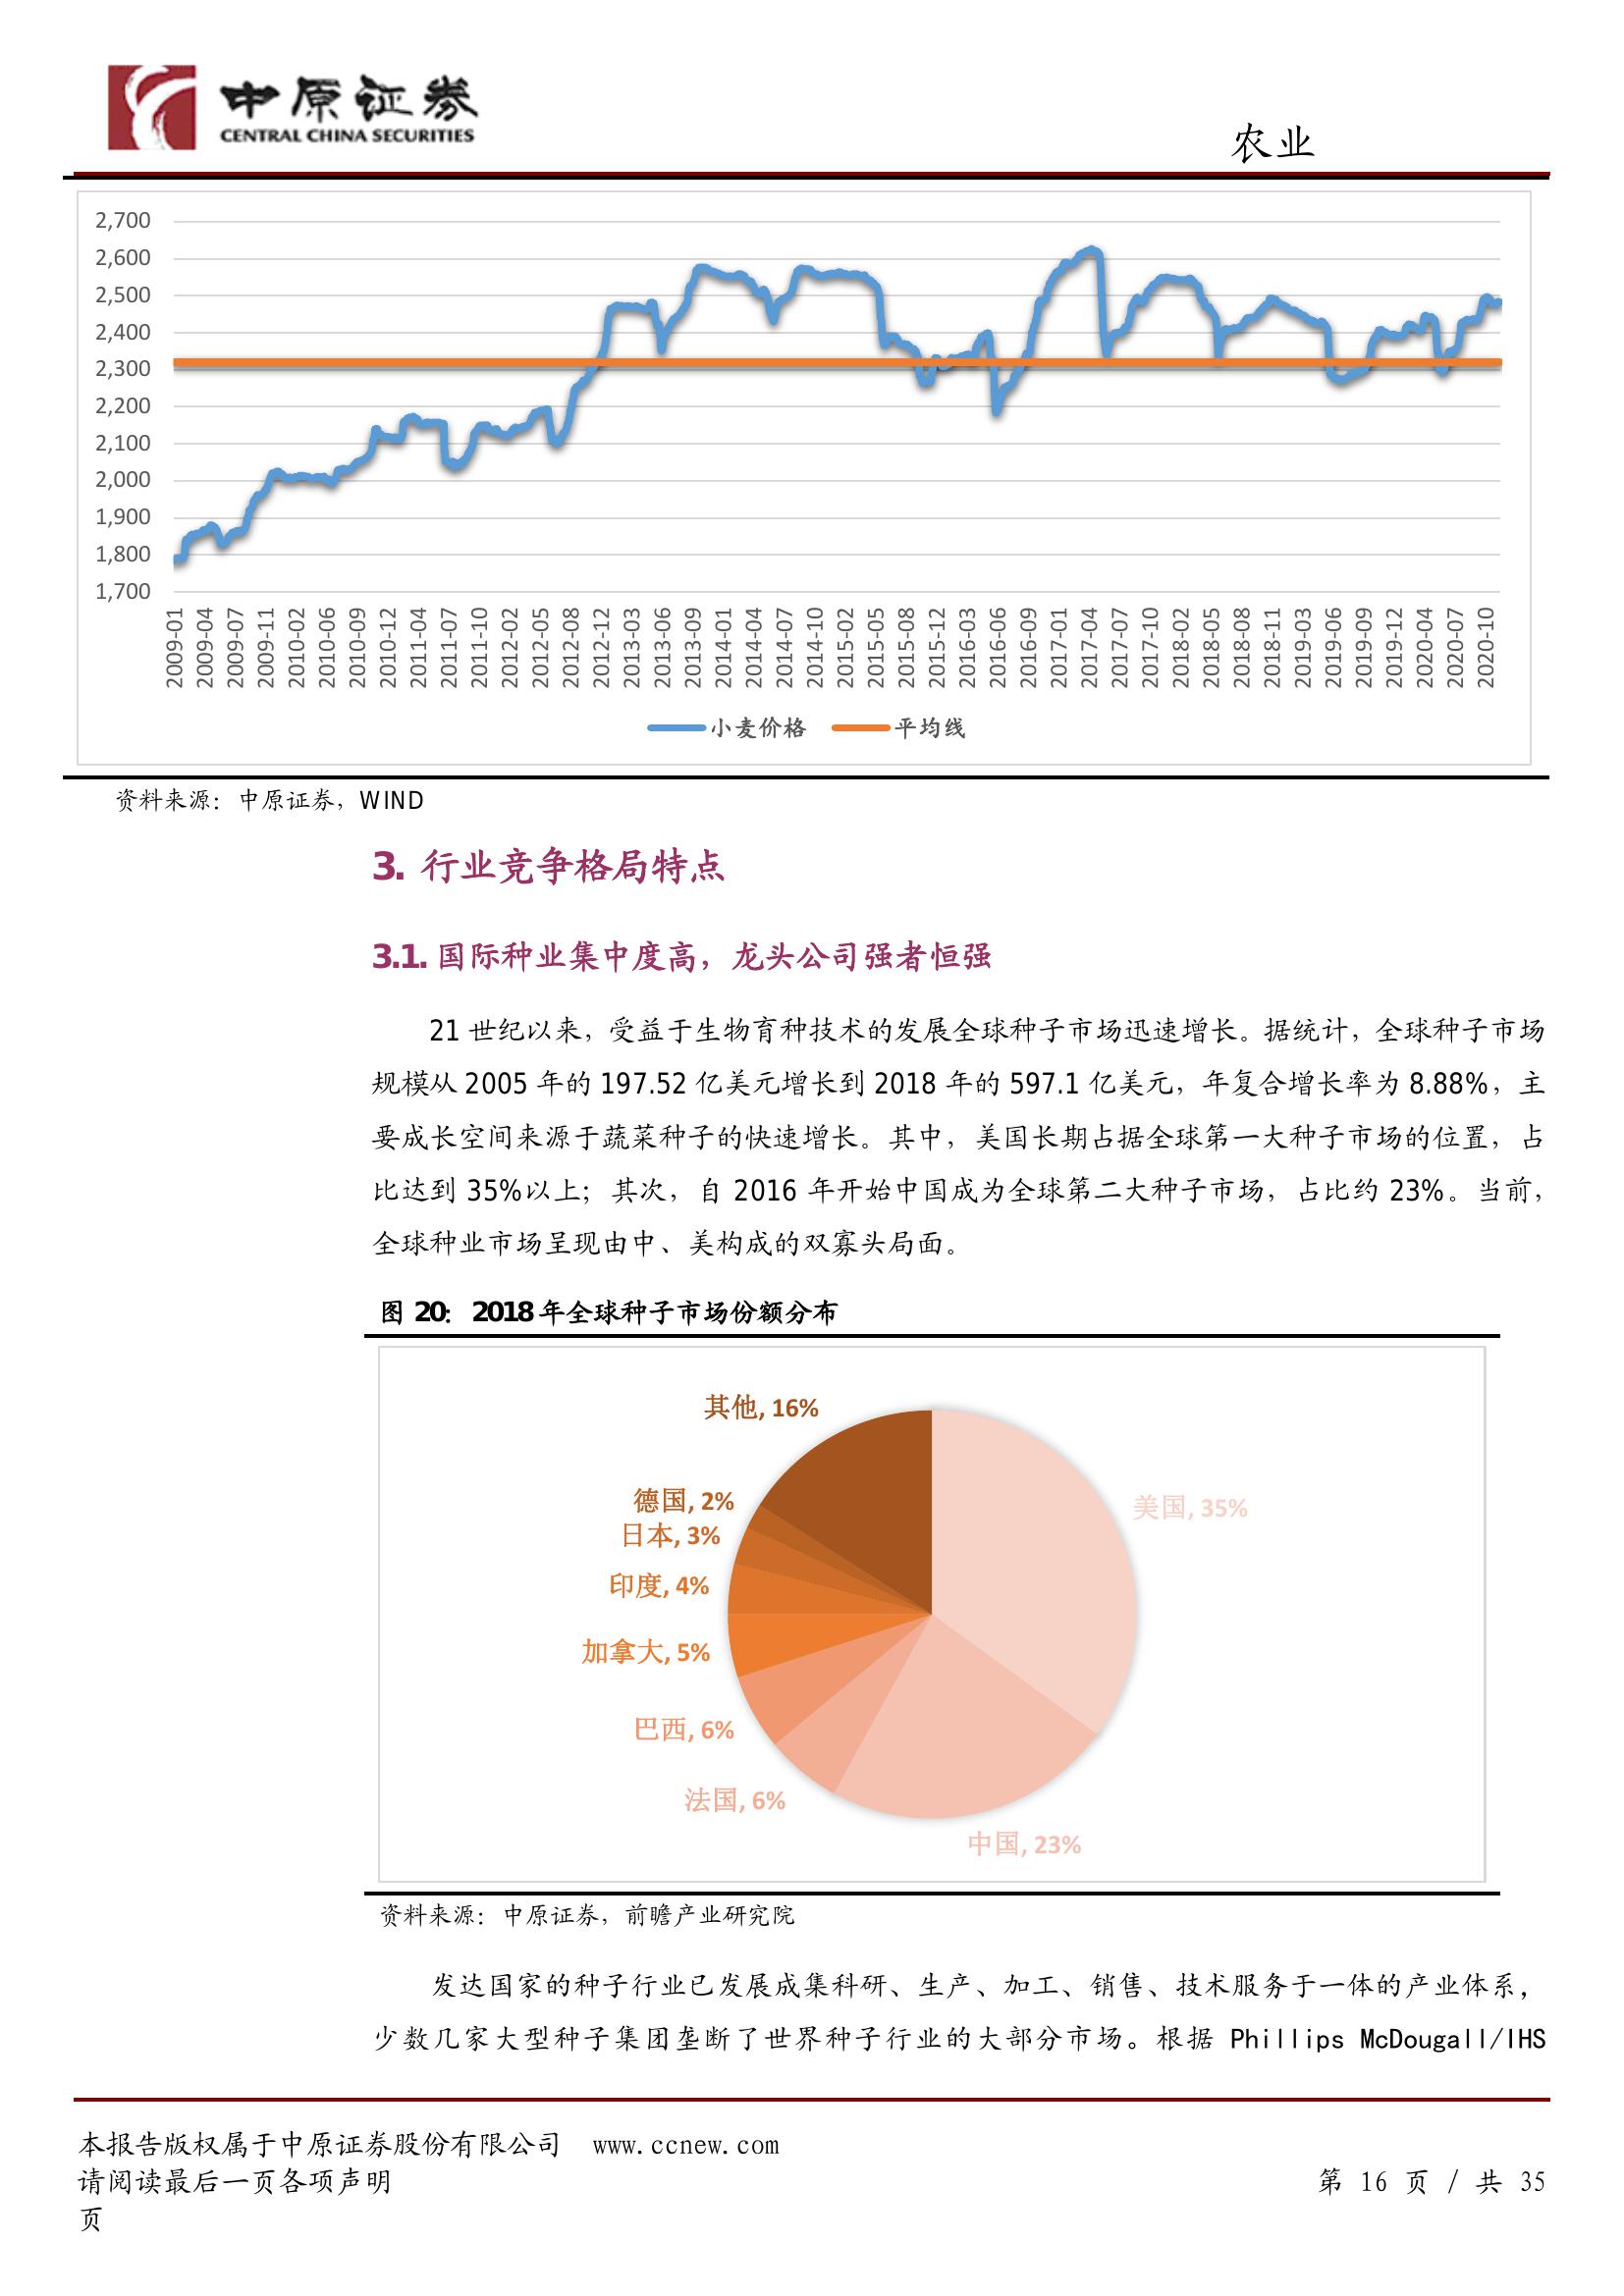 中原证券
CENTRAL CHINA SECURITIES
农业
2,700
2,600
2,500
2,400
2,300
2,200
2,100
2,000
1,900
1,800
1,700
2009-01
2009-04
2009-07
2009-11
2010-02
2010-06
2010-09
2010-12
2011-04
2011-07
2011-10
2012-02
2012-05
2012-08
2012-12
2013-03
2013-06
2013-09
2014-01
2014-04
2014-07
2014-10
2015-02
2015-05
2015-08
2015-12
2016-03
2016-06
2016-09
2017-01
2017-04
2017-07
2017-10
2018-02
2018-05
2018-08
2018-11
2019-03
2019-06
2019-09
2019-12
2020-04
2020-07
2020-10
小麦价格 平均线
资料来源：中原证券，WIND
3. 行业竞争格局特点
3.1. 国际种业集中度高，龙头公司强者恒强
21 世纪以来，受益于生物育种技术的发展全球种子市场迅速增长。据统计，全球种子市场
规模从 2005 年的 197.52 亿美元增长到 2018 年的 597.1 亿美元，年复合增长率为 8.88%，主
要成长空间来源于蔬菜种子的快速增长。其中，美国长期占据全球第一大种子市场的位置，占
比达到 35%以上；其次，自 2016 年开始中国成为全球第二大种子市场，占比约 23%。当前，
全球种业市场呈现由中、美构成的双寡头局面。
图 20：2018 年全球种子市场份额分布
其他, 16%
德国, 2%
美国, 35%
日本, 3%
印度, 4%
加拿大, 5%
巴西, 6%
法国, 6%
中国, 23%
资料来源：中原证券，前瞻产业研究院
发达国家的种子行业已发展成集科研、生产、加工、销售、技术服务于一体的产业体系，
少数几家大型种子集团垄断了世界种子行业的大部分市场。根据 Phillips McDougall/IHS
本报告版权属于中原证券股份有限公司 www.ccnew.com
请阅读最后一页各项声明 第 16 页 / 共 35
页